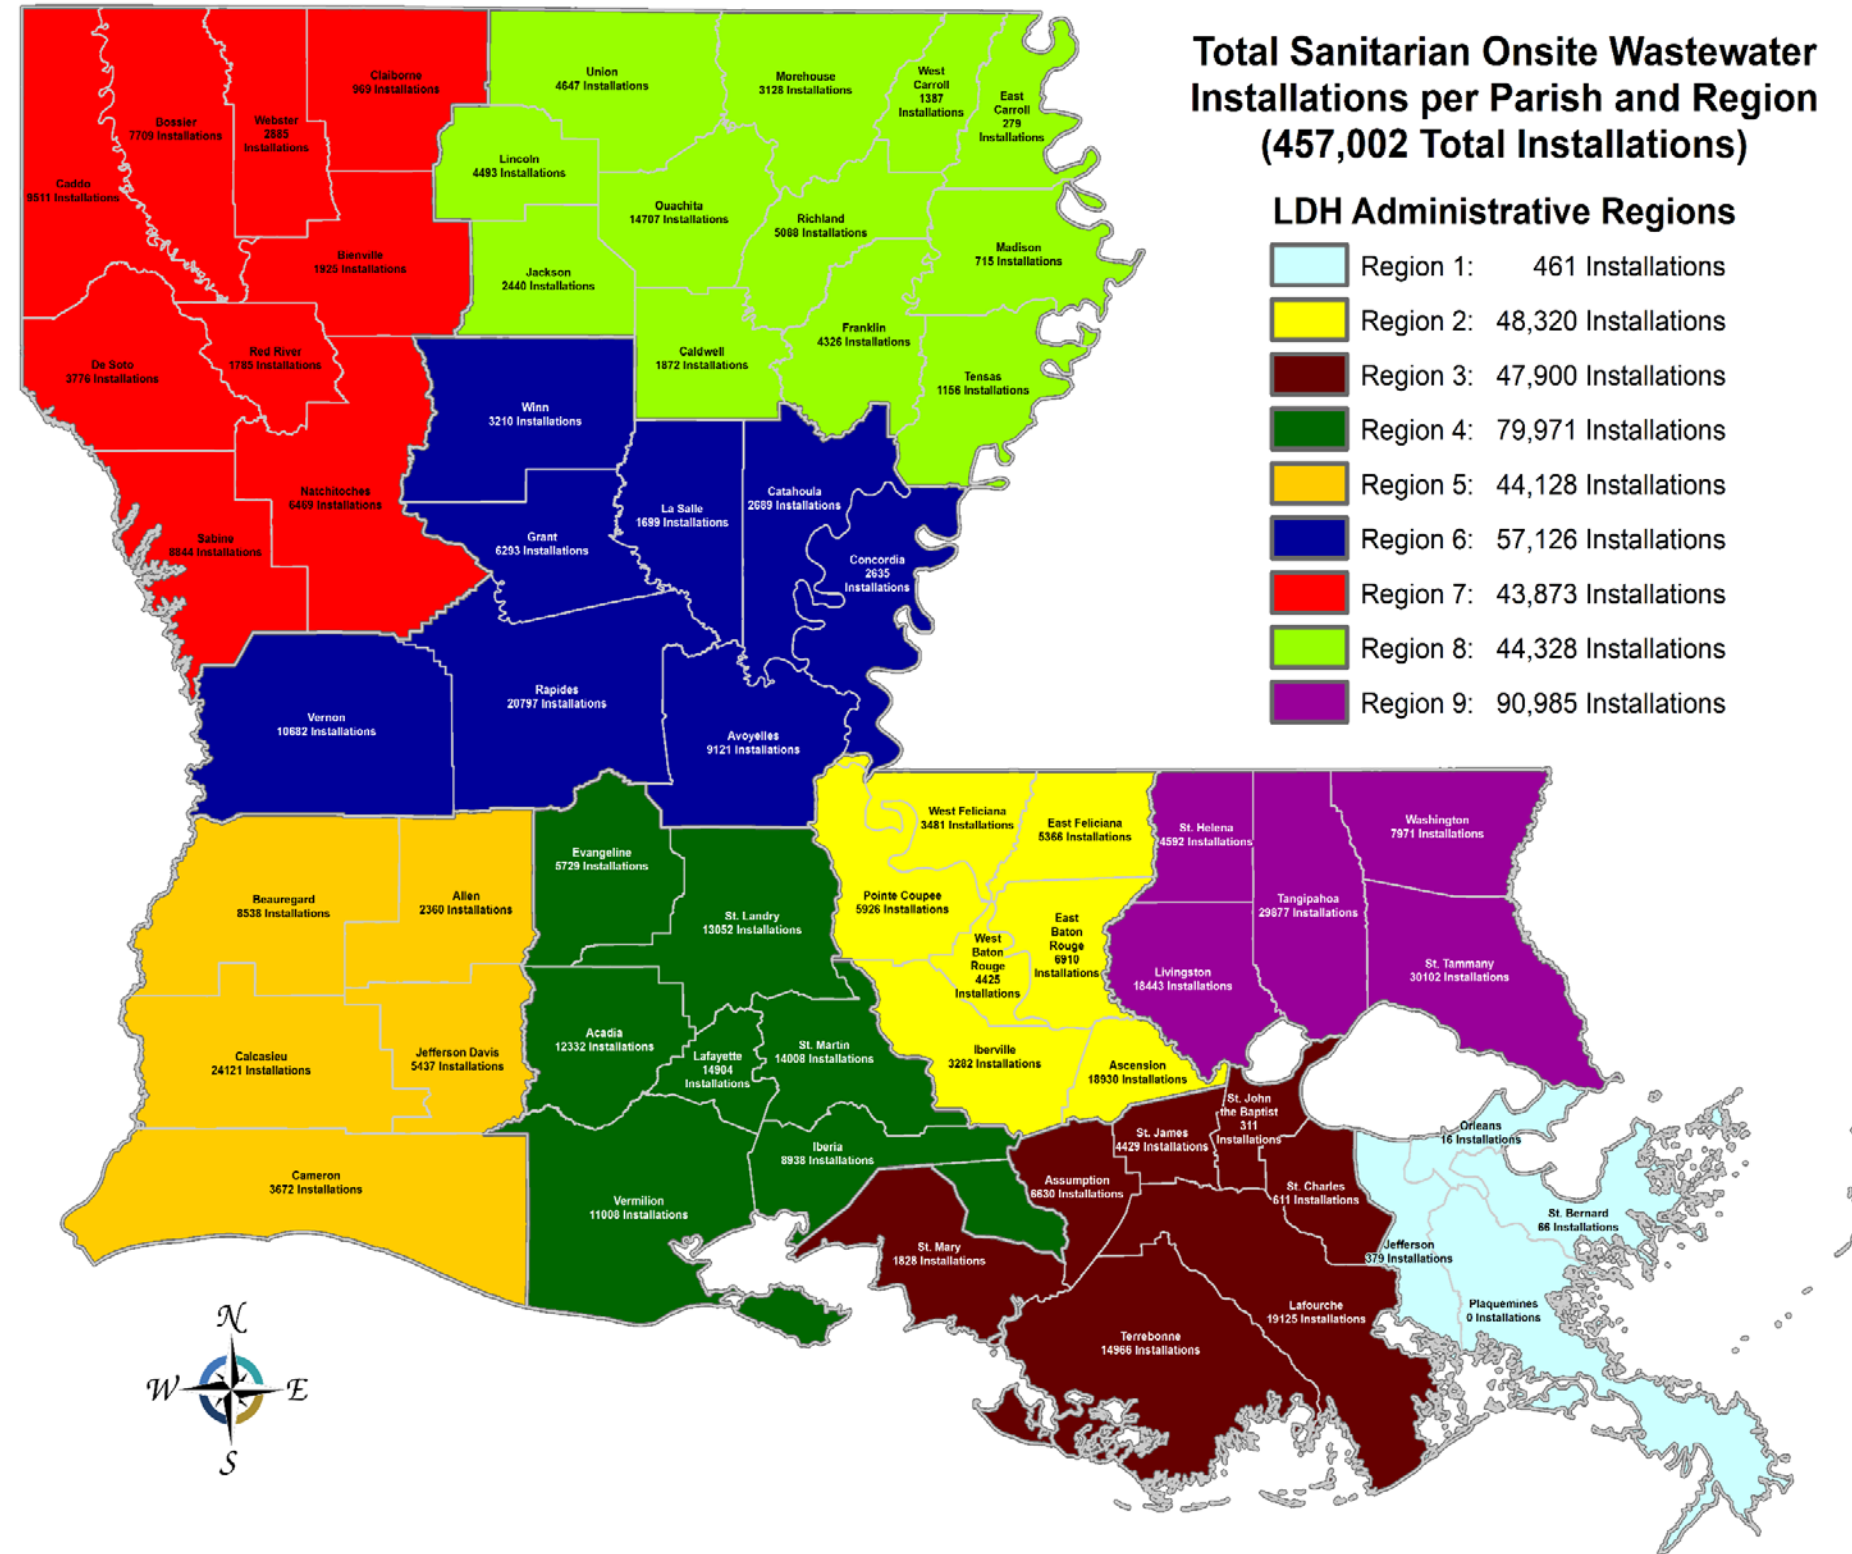 Total Sanitarian Onsite Wastewater
Installations per Parish and Region
(457,002 Total Installations)
LDH Administrative Regions
Region 1: 461 Installations
Region 2: 48,320 Installations
Region 3: 47,900 Installations
Region 4: 79,971 Installations
Region 5: 44,128 Installations
Region 6: 57,126 Installations
Region 7: 43,873 Installations
Region 8: 44,328 Installations
Region 9: 90,985 Installations
Caddo
9511 Installations
Bossier
7709 Installations
Webster
2885
Installations
Claiborne
969 Installations
Bienville
1925 Installations
De Soto
3776 Installations
Red River
1785 Installations
Natchitoches
6469 Installations
Sabine
8844 Installations
Union
4647 Installations
Morehouse
3128 Installations
West
Carroll
1387
Installations
East
Carroll
279
Installations
Lincoln
4493 Installations
Ouachita
14707 Installations
Richland
5088 Installations
Madison
715 Installations
Jackson
2440 Installations
Caldwell
1872 Installations
Franklin
4326 Installations
Tensas
1156 Installations
Winn
3210 Installations
Grant
6293 Installations
La Salle
1699 Installations
Catahoula
2689 Installations
Concordia
2635
Installations
Vernon
10682 Installations
Rapides
20797 Installations
Avoyelles
9121 Installations
Beauregard
8538 Installations
Allen
2360 Installations
Calcasieu
24121 Installations
Jefferson Davis
5437 Installations
Cameron
3672 Installations
Evangeline
5729 Installations
St. Landry
13052 Installations
Acadia
12332 Installations
Lafayette
14904
Installations
St. Martin
14008 Installations
Iberia
8938 Installations
Vermilion
11008 Installations
West Feliciana
3481 Installations
East Feliciana
5366 Installations
Pointe Coupee
5926 Installations
West
Baton
Rouge
4425
Installations
East
Baton
Rouge
6910
Installations
Iberville
3282 Installations
Ascension
18930 Installations
St. Helena
4592 Installations
Tangipahoa
29877 Installations
Washington
7971 Installations
Livingston
18443 Installations
St. Tammany
30102 Installations
St. John
the Baptist
311
Installations
St. James
4429 Installations
Assumption
6630 Installations
St. Charles
611 Installations
St. Mary
1828 Installations
Lafourche
19125 Installations
Terrebonne
14966 Installations
Orleans
16 Installations
St. Bernard
66 Installations
Jefferson
379 Installations
Plaquemines
0 Installations
N
W E
S